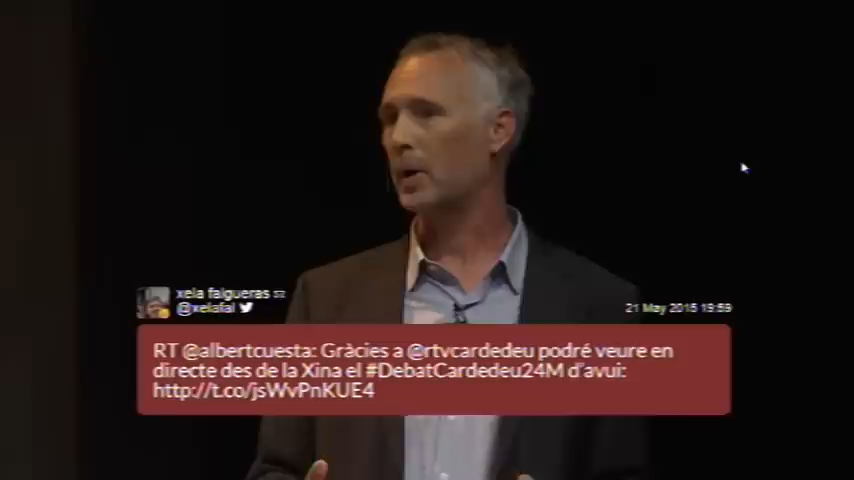 xela falgueras
@xelafal
21 May 2015 19:59
RT @albertcuesta: Gràcies a @rtvcardedeu podré veure en
directe des de la Xina el #DebatCardedeu24M d'avui:
http://t.co/jsWvPnKUE4